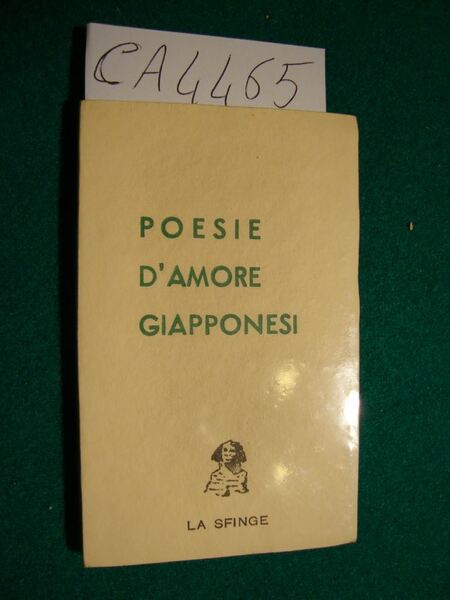 CA4465
POESIE
D'AMORE
GIAPPONESI
LA SFINGE